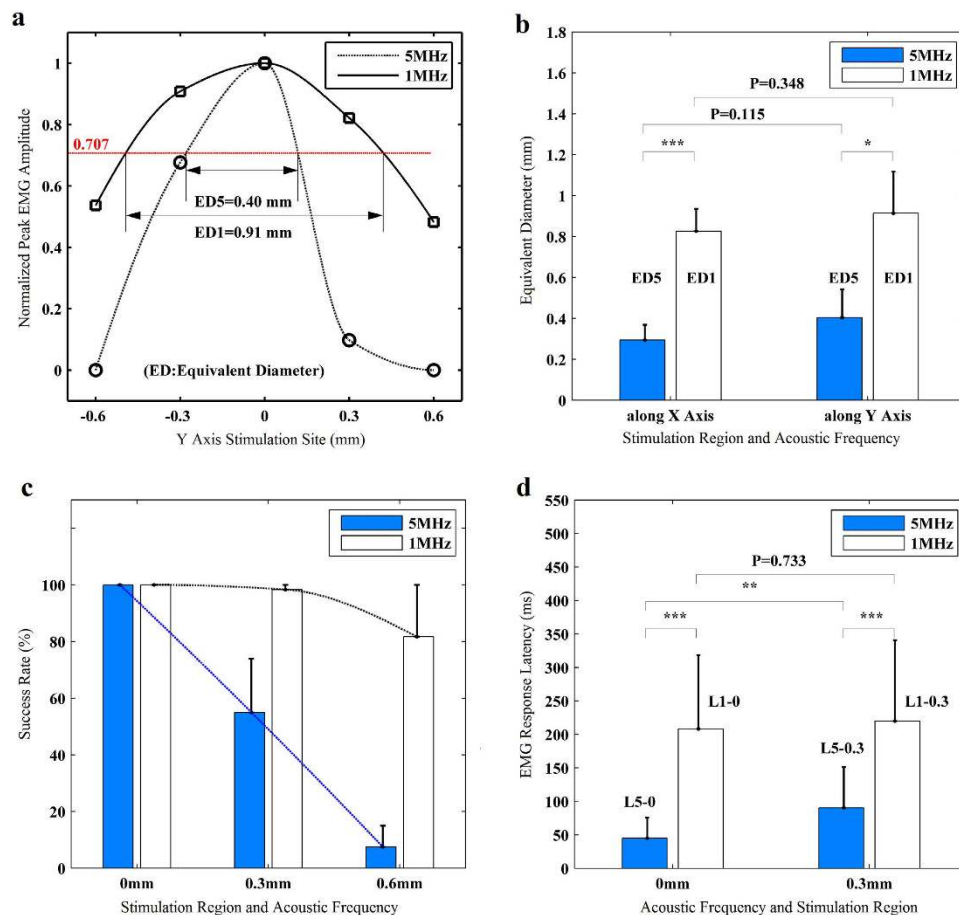 a
5MHz
1MHz
1
0.8
0.6
0.4
0.2
0
0.707
ED5=0.40 mm
ED1=0.91 mm
(ED:Equivalent Diameter)
-0.6
-0.3
0
0.3
0.6
Y Axis Stimulation Site (mm)
Normalized Peak EMG Amplitude
b
5MHz
1MHz
1.8
1.6
1.4
1.2
1
0.8
0.6
0.4
0.2
0
P=0.348
P=0.115
***
*
ED5
ED1
ED5
ED1
along X Axis
along Y Axis
Stimulation Region and Acoustic Frequency
Equivalent Diameter (mm)
c
5MHz
1MHz
100
80
60
40
20
0
0mm
0.3mm
0.6mm
Stimulation Region and Acoustic Frequency
Success Rate (%)
d
5MHz
1MHz
550
500
450
400
350
300
250
200
150
100
50
0
P=0.733
**
***
***
L1-0
L1-0.3
L5-0
L5-0.3
0mm
0.3mm
Acoustic Frequency and Stimulation Region
EMG Response Latency (ms)